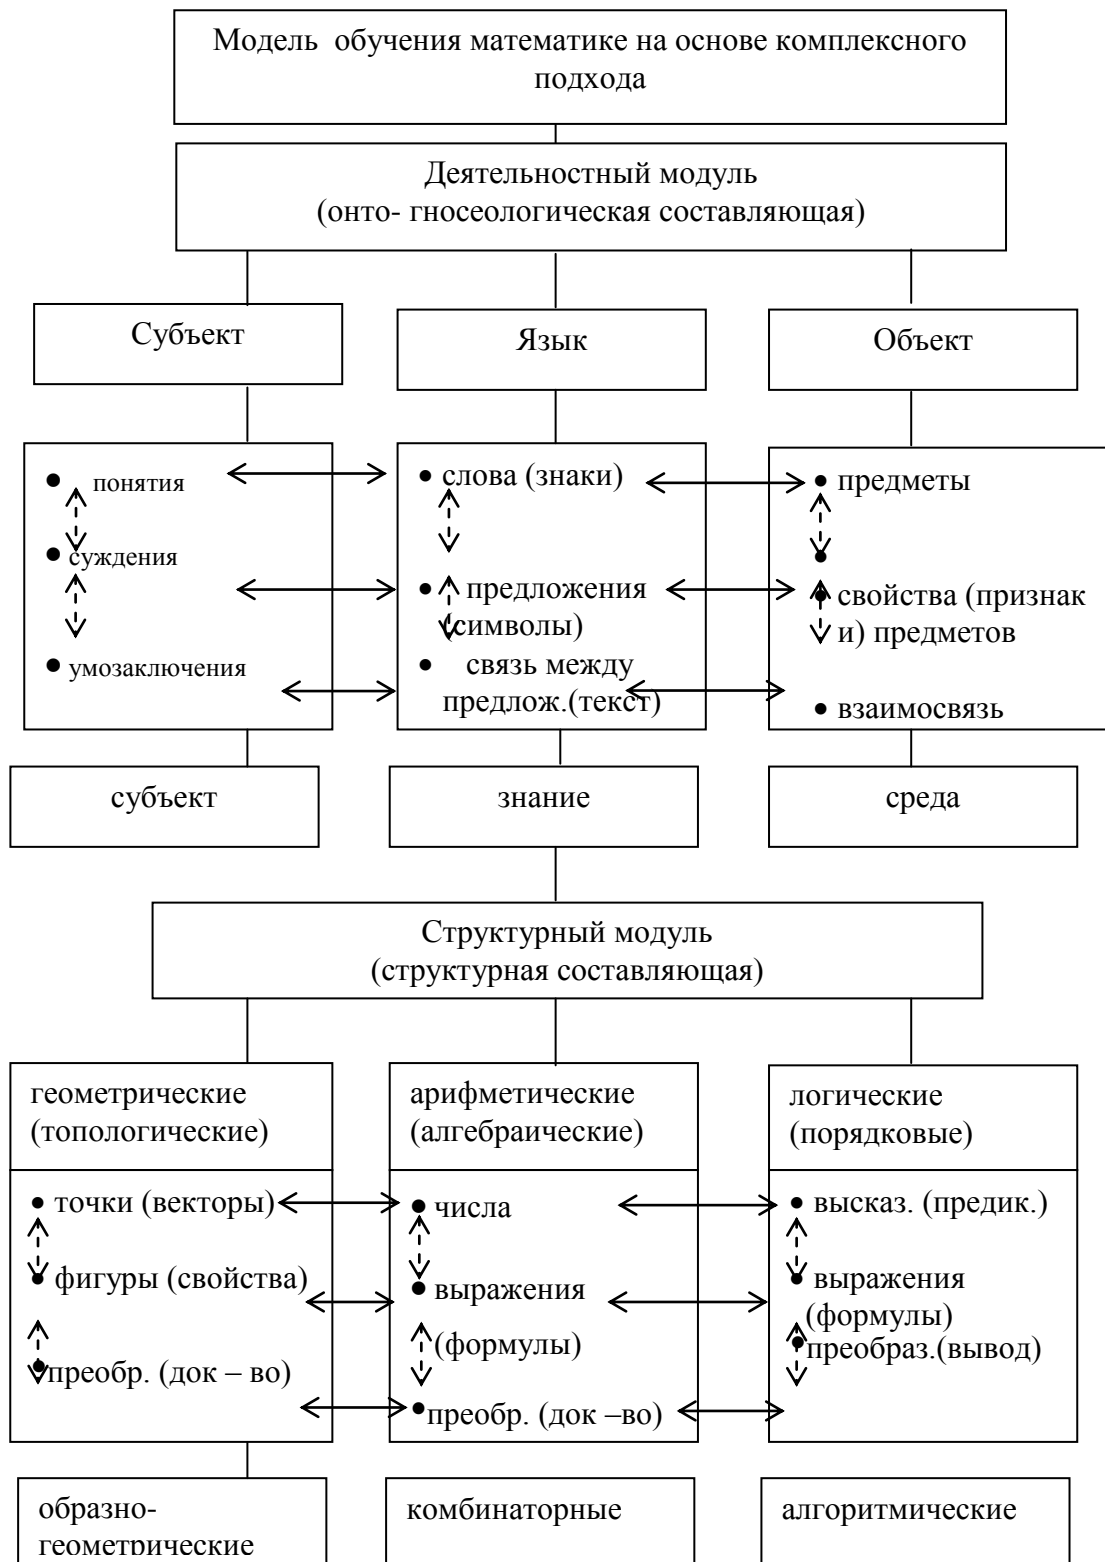 Модель обучения математике на основе комплексного
подхода
Деятельностный модуль
(онто- гносеологическая составляющая)
Субъект
Язык
Объект
• понятия
• суждения
• умозаключения
• слова (знаки)
• предложения
(символы)
• связь между
предлож.(текст)
• предметы
•
• свойства (признак
и) предметов
• взаимосвязь
субъект
знание
среда
Структурный модуль
(структурная составляющая)
геометрические
(топологические)
арифметические
(алгебраические)
логические
(порядковые)
• точки (векторы)
• фигуры (свойства)
• преобр. (док – во)
• числа
• выражения
(формулы)
• преобр. (док –во)
• высказ. (предик.)
• выражения
(формулы)
• преобраз.(вывод)
образно-
геометрические
комбинаторные
алгоритмические